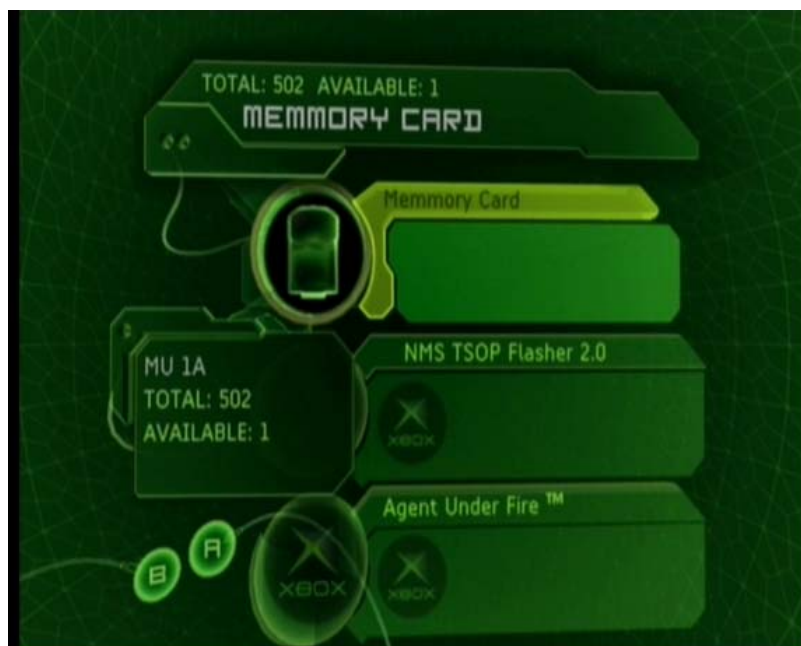 TOTAL: 502 AVAILABLE: 1
MEMMORY CARD
Memmory Card
MU 1A
TOTAL: 502
AVAILABLE: 1
NMS TSOP Flasher 2.0
XBOX
Agent Under Fire ™
XBOX
XBOX
B
A